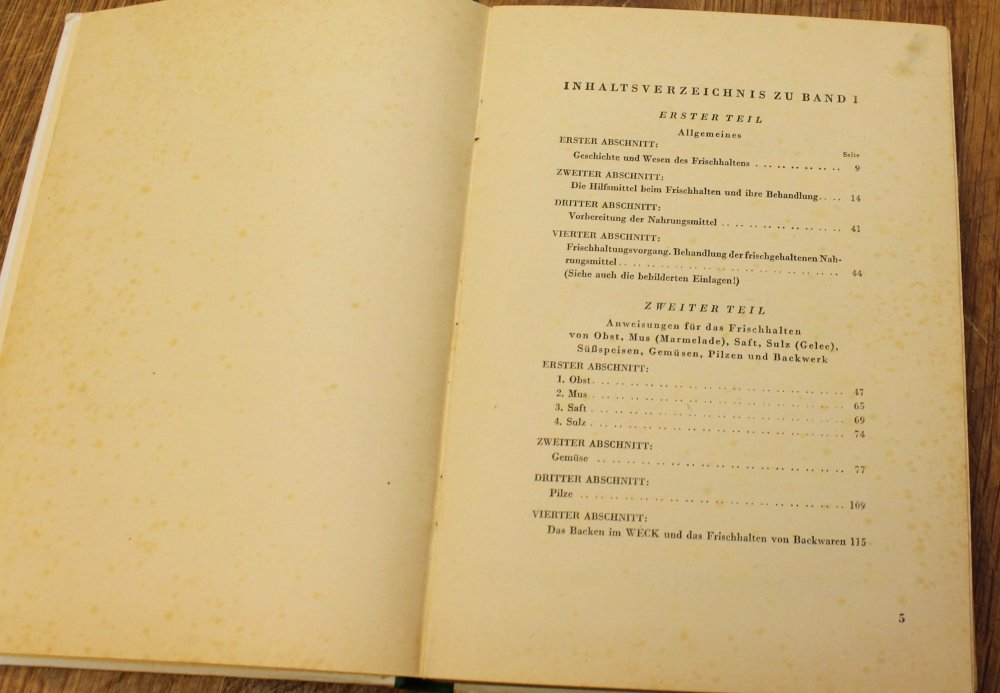 INHALTSVERZEICHNIS ZU BAND I
ERSTER TEIL
Allgemeines
Seite
ERSTER ABSCHNITT:
Geschichte und Wesen des Frischhaltens . . . . . . . . . . . . 9
ZWEITER ABSCHNITT:
Die Hilfsmittel beim Frischhalten und ihre Behandlung. . . . 14
DRITTER ABSCHNITT:
Vorbereitung der Nahrungsmittel . . . . . . . . . . . . . . . . . 41
VIERTER ABSCHNITT:
Frischhaltungsvorgang. Behandlung der frischgehaltenen Nah-
rungsmittel . . . . . . . . . . . . . . . . . . . . . . . . . . . . . . 44
(Siehe auch die bebilderten Einlagen!)
ZWEITER TEIL
Anweisungen für das Frischhalten
von Obst, Mus (Marmelade), Saft, Sulz (Gelee),
Süßspeisen, Gemüsen, Pilzen und Backwerk
ERSTER ABSCHNITT:
1. Obst. . . . . . . . . . . . . . . . . . . . . . . . . . . . . . . . . . 47
2. Mus . . . . . . . . . . . . . . . . . . . . . . . . . . . . . . . . . . 65
3. Saft . . . . . . . . . . . . . . . . . . . . . . . . . . . . . . . . . . 69
4. Sulz . . . . . . . . . . . . . . . . . . . . . . . . . . . . . . . . . . 74
ZWEITER ABSCHNITT:
Gemüse . . . . . . . . . . . . . . . . . . . . . . . . . . . . . . . . . 77
DRITTER ABSCHNITT:
Pilze . . . . . . . . . . . . . . . . . . . . . . . . . . . . . . . . . . . 109
VIERTER ABSCHNITT:
Das Backen im WECK und das Frischhalten von Backwaren 115
5